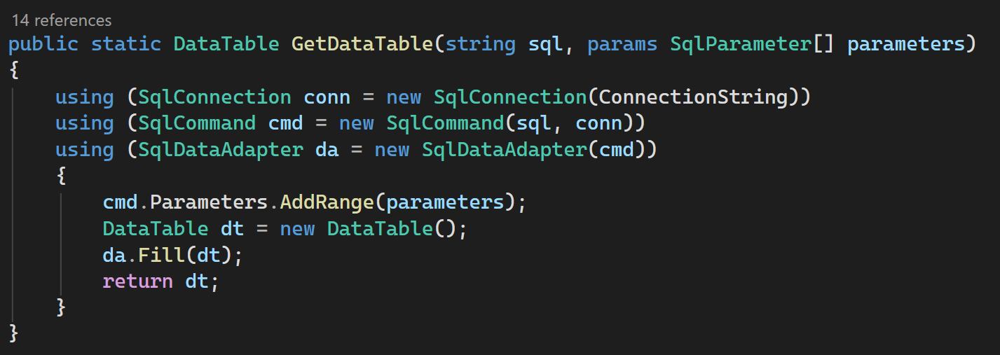 14 references
public static DataTable GetDataTable(string sql, params SqlParameter[] parameters)
{
    using (SqlConnection conn = new SqlConnection(ConnectionString))
    using (SqlCommand cmd = new SqlCommand(sql, conn))
    using (SqlDataAdapter da = new SqlDataAdapter(cmd))
    {
        cmd.Parameters.AddRange(parameters);
        DataTable dt = new DataTable();
        da.Fill(dt);
        return dt;
    }
}